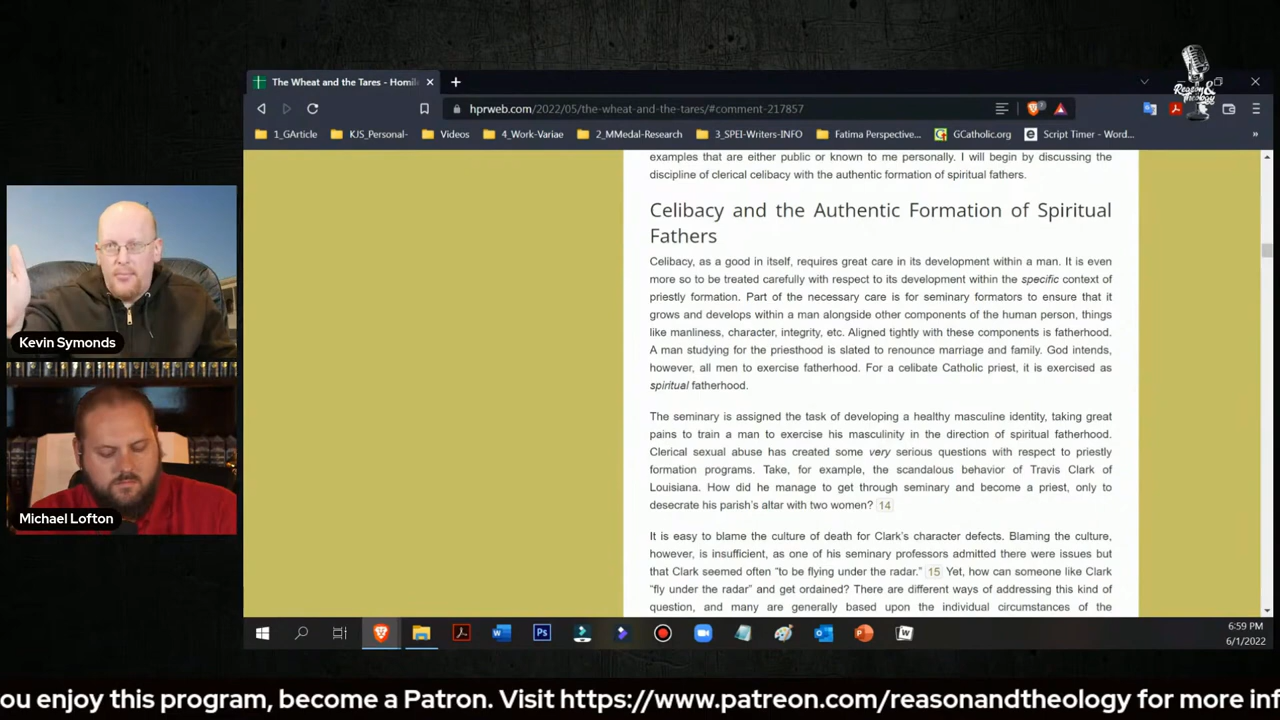 The Wheat and the Tares - Homil
hprweb.com/2022/05/the-wheat-and-the-tares/#comment-217857
1_GArticle KJS_Personal- Videos 4_Work-Variae 2_MMedal-Research 3_SPEI-Writers-INFO Fatima Perspective... GCatholic.org Script Timer - Word...
Reason &
Theology
examples that are either public or known to me personally. I will begin by discussing the
discipline of clerical celibacy with the authentic formation of spiritual fathers.
Celibacy and the Authentic Formation of Spiritual
Fathers
Celibacy, as a good in itself, requires great care in its development within a man. It is even
more so to be treated carefully with respect to its development within the specific context of
priestly formation. Part of the necessary care is for seminary formators to ensure that it
grows and develops within a man alongside other components of the human person, things
like manliness, character, integrity, etc. Aligned tightly with these components is fatherhood.
A man studying for the priesthood is slated to renounce marriage and family. God intends,
however, all men to exercise fatherhood. For a celibate Catholic priest, it is exercised as
spiritual fatherhood.
The seminary is assigned the task of developing a healthy masculine identity, taking great
pains to train a man to exercise his masculinity in the direction of spiritual fatherhood.
Clerical sexual abuse has created some very serious questions with respect to priestly
formation programs. Take, for example, the scandalous behavior of Travis Clark of
Louisiana. How did he manage to get through seminary and become a priest, only to
desecrate his parish's altar with two women? 14
It is easy to blame the culture of death for Clark's character defects. Blaming the culture,
however, is insufficient, as one of his seminary professors admitted there were issues but
that Clark seemed often “to be flying under the radar.” 15 Yet, how can someone like Clark
“fly under the radar” and get ordained? There are different ways of addressing this kind of
question, and many are generally based upon the individual circumstances of the
Kevin Symonds
Michael Lofton
6:59 PM
6/1/2022
ou enjoy this program, become a Patron. Visit https://www.patreon.com/reasonandtheology for more inf